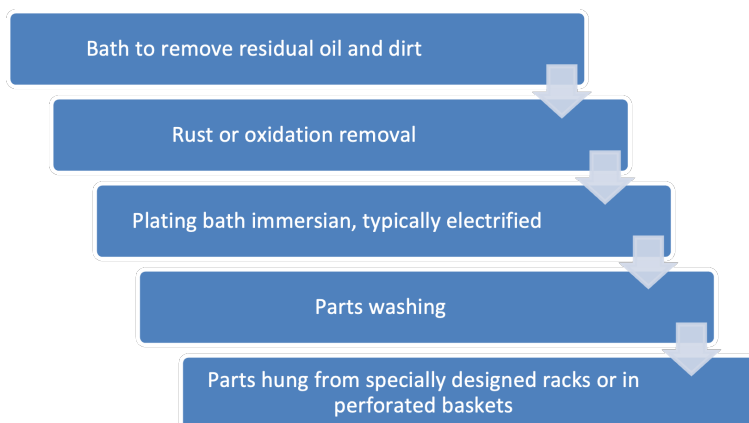 Bath to remove residual oil and dirt
Rust or oxidation removal
Plating bath immersian, typically electrified
Parts washing
Parts hung from specially designed racks or in
perforated baskets